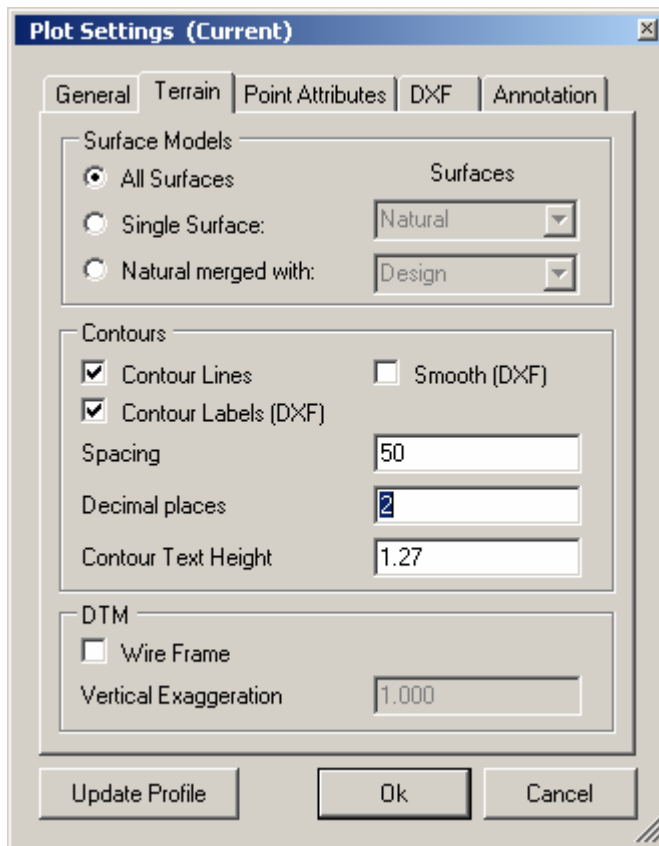 Plot Settings (Current)
General Terrain Point Attributes DXF Annotation
Surface Models
All Surfaces Surfaces
Single Surface: Natural
Natural merged with: Design
Contours
Contour Lines Smooth (DXF)
Contour Labels (DXF)
Spacing 50
Decimal places 2
Contour Text Height 1.27
DTM
Wire Frame
Vertical Exaggeration 1.000
Update Profile Ok Cancel